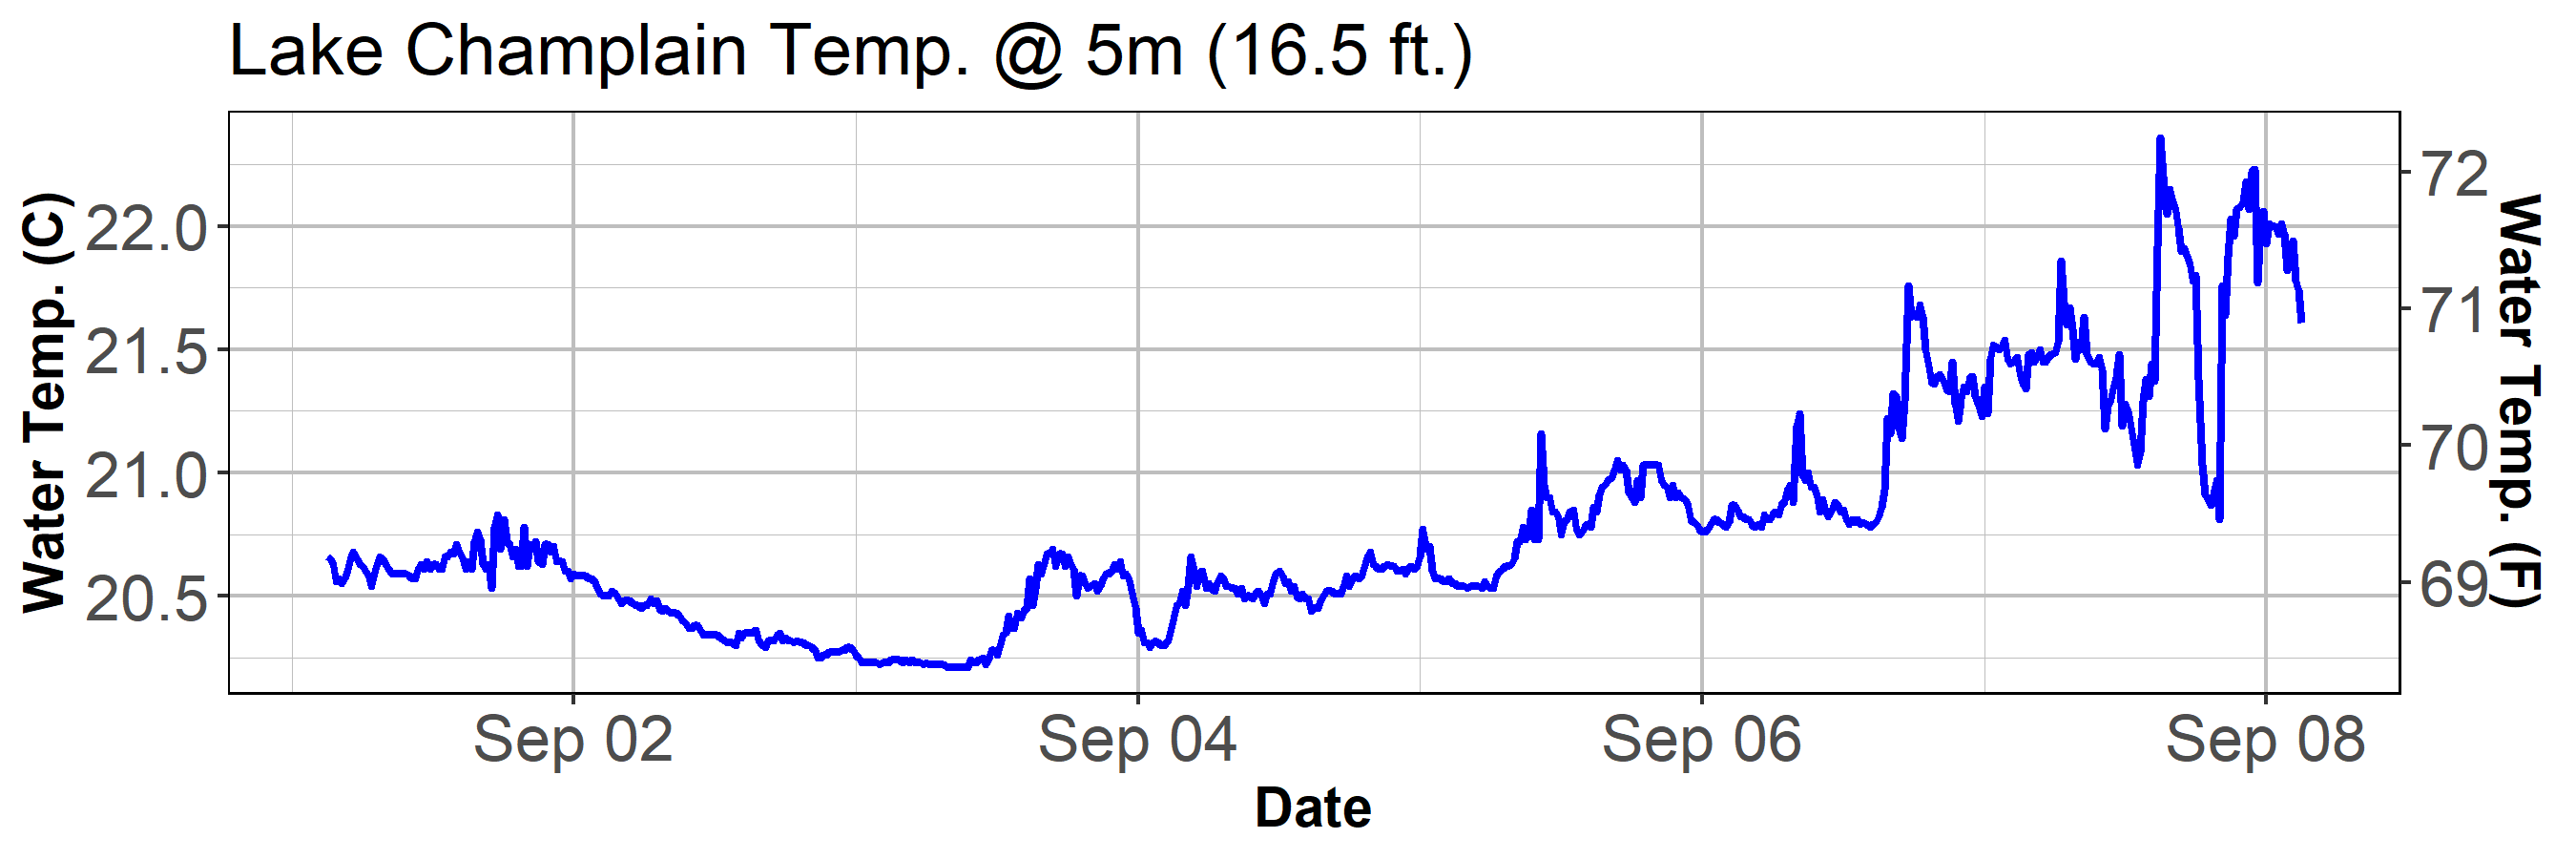 Lake Champlain Temp. @ 5m (16.5 ft.)
Water Temp. (C)
22.0
21.5
21.0
20.5
72
71
70
69
Water Temp. (F)
Sep 02 Sep 04 Sep 06 Sep 08
Date